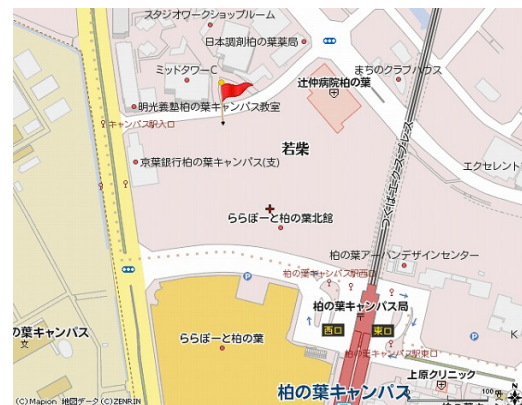 スタジオワークショップルーム
日本調剤柏の葉薬局
ミッドタワーC
まちのクラブハウス
辻仲病院柏の葉
明光義塾柏の葉キャンパス教室
キャンパス駅入口
若柴
京葉銀行柏の葉キャンパス(支)
エクセレント
つくばエクスプレス
ららぽーと柏の葉北館
柏の葉アーバンデザインセンター
柏の葉キャンパス駅西口
P
柏の葉キャンパス局
西口
東口
の葉キャンパス
文
ららぽーと柏の葉
柏の葉キャンパス駅東口
P
K
上原クリニック
柏の葉キャンパス
100m
(C)Mapion 地図データ(C)ZENRIN